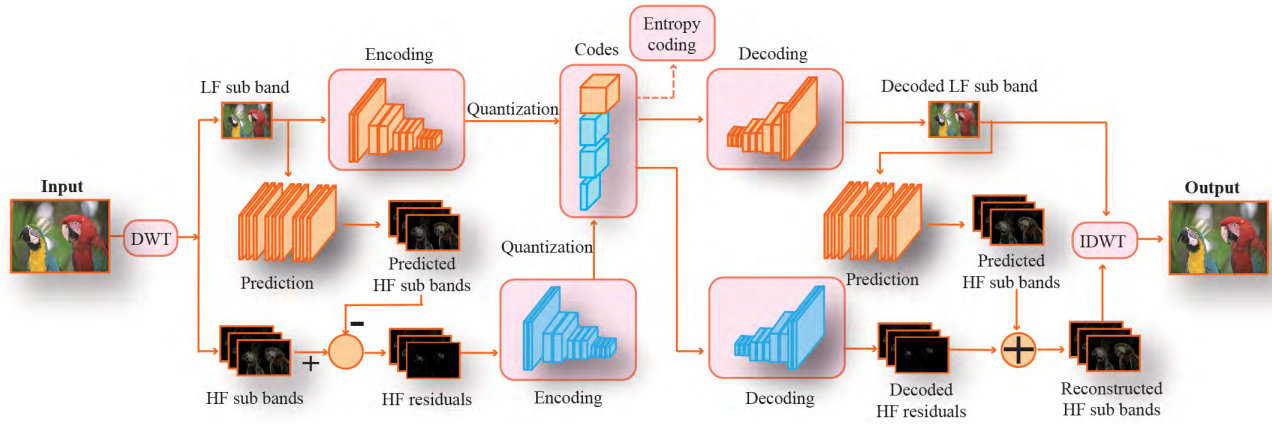 Entropy
coding
Encoding
Codes
Decoding
LF sub band
Quantization
Decoded LF sub band
Input
DWT
Prediction
Predicted
HF sub bands
Quantization
Prediction
Predicted
HF sub bands
IDWT
Output
-
+
HF sub bands
HF residuals
Encoding
Decoding
Decoded
HF residuals
+
Reconstructed
HF sub bands